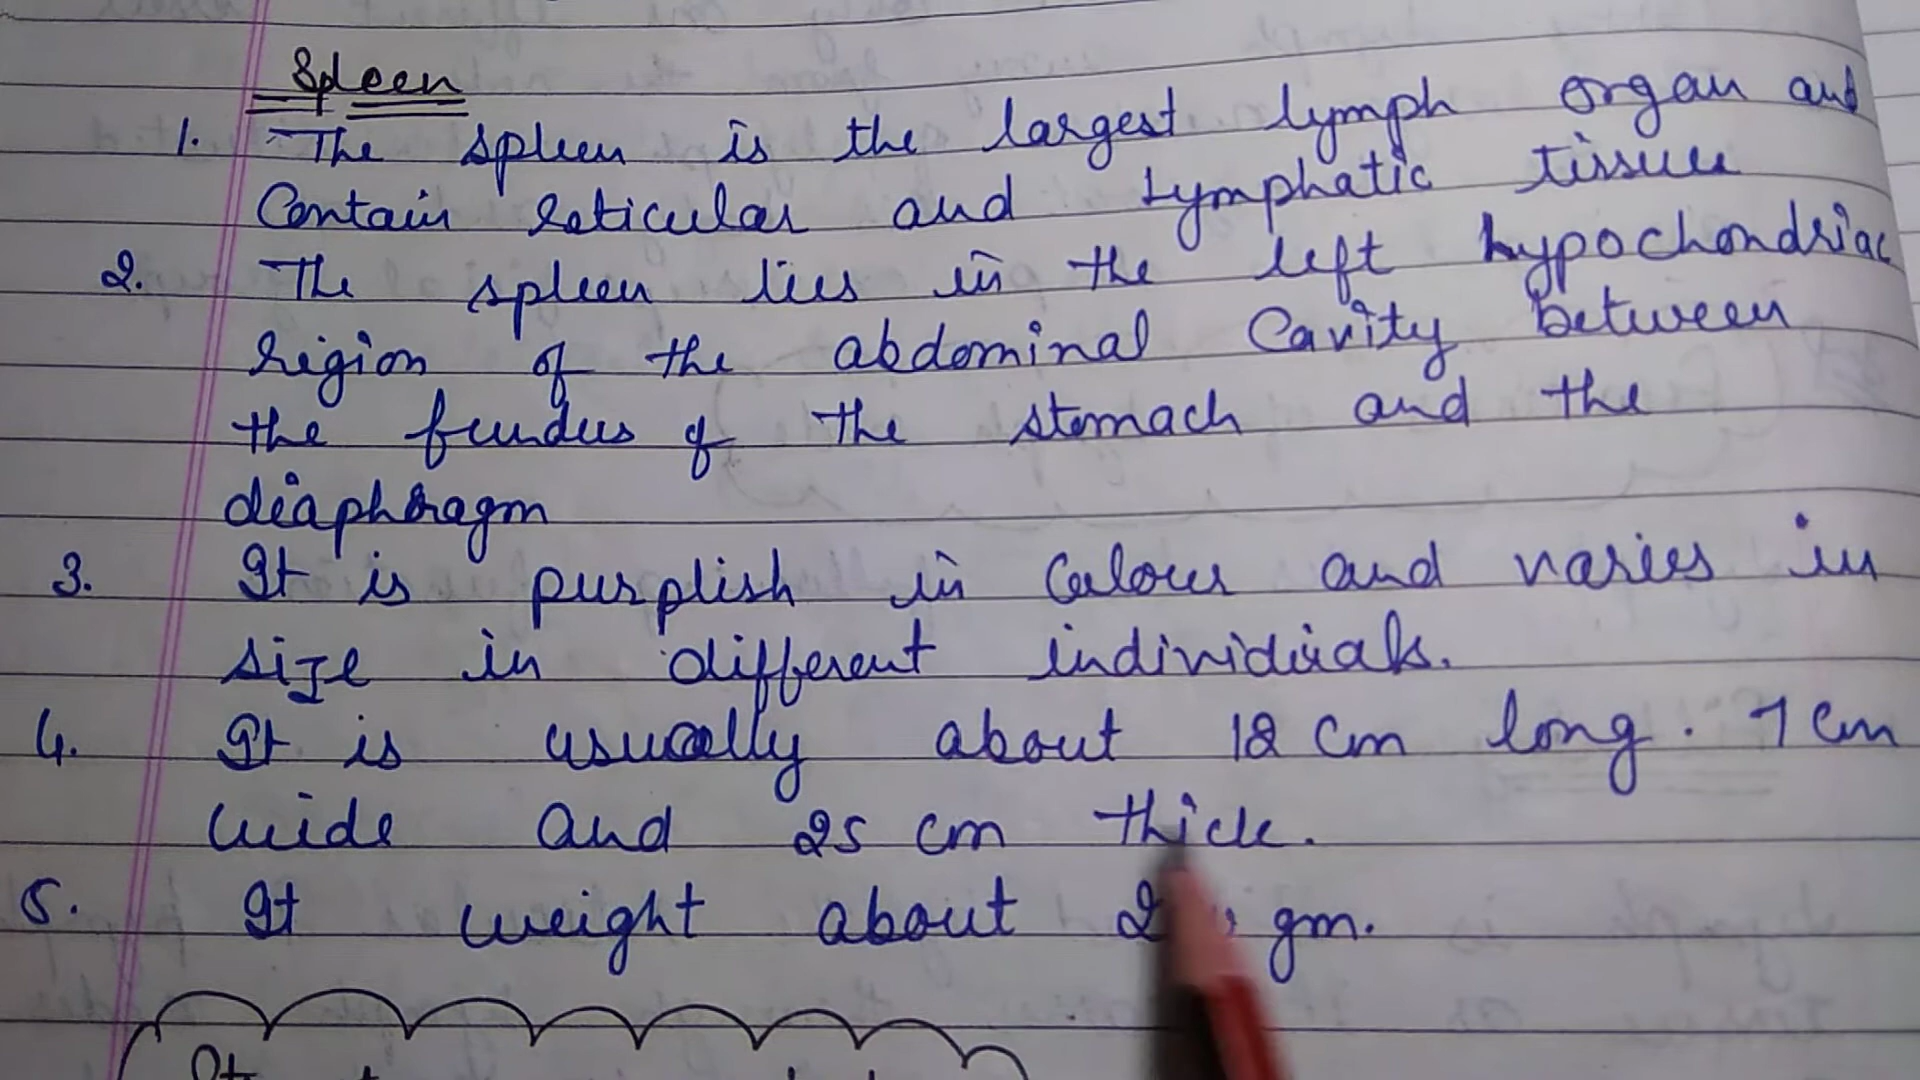 Spleen
1. The spleen is the largest lymph organ and
Contain reticular and Lymphatic tissue
2. The spleen lies in the left hypochondriac
region of the abdominal Cavity between
the fundus of the stomach and the
diaphragm
3. It is purplish in Colour and varies in
size in different individuals.
4. It is usually about 12 cm long. 7 cm
wide and 25 cm thick.
5. It weight about gm.
It